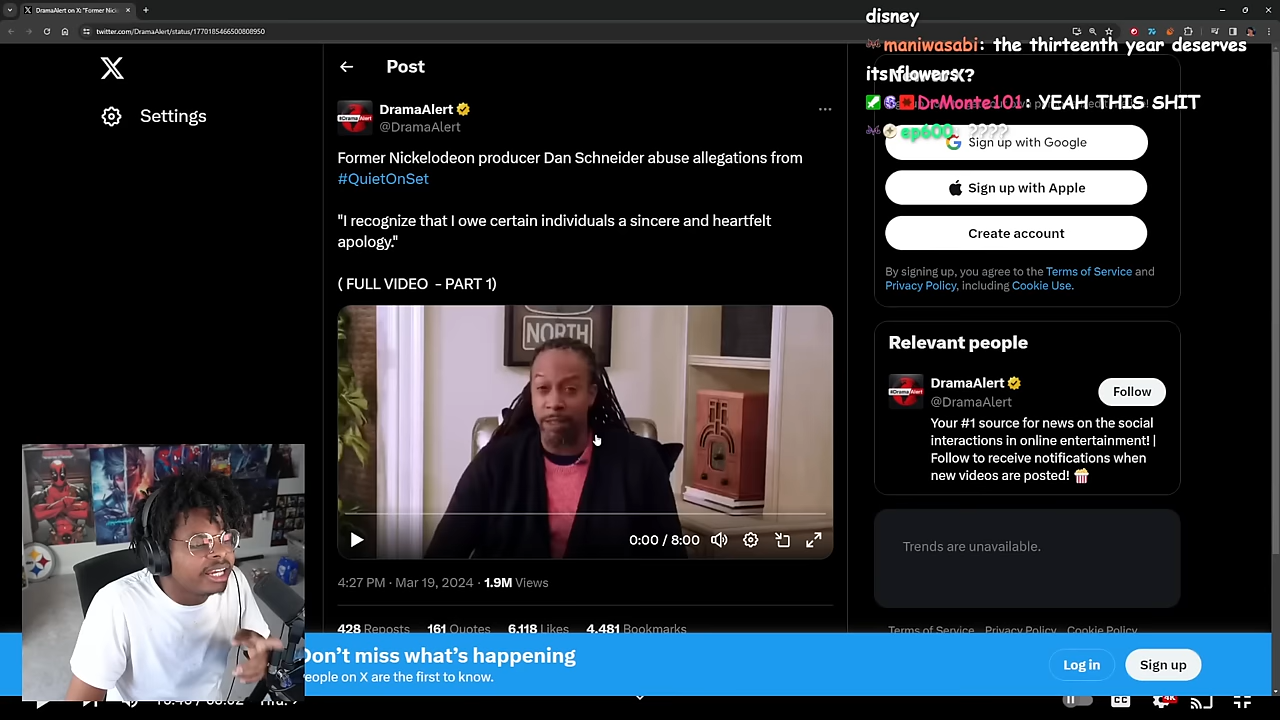 DramaAlert on X: "Former Nick
twitter.com/DramaAlert/status/1770185466500808950
disney
maniwasabi: the thirteenth year deserves
its flowers
DrMonte101: YEAH THIS SHIT
ep600: ????
Settings
Post
DramaAlert
@DramaAlert
Former Nickelodeon producer Dan Schneider abuse allegations from
#QuietOnSet
"I recognize that I owe certain individuals a sincere and heartfelt
apology."
( FULL VIDEO - PART 1)
NORTH
0:00 / 8:00
4:27 PM · Mar 19, 2024 · 1.9M Views
428 Reposts 161 Quotes 6,118 Likes 4,481 Bookmarks
New to X?
Sign up with Google
Sign up with Apple
Create account
By signing up, you agree to the Terms of Service and
Privacy Policy, including Cookie Use.
Relevant people
#DramaAlert
DramaAlert
@DramaAlert
Follow
Your #1 source for news on the social
interactions in online entertainment! |
Follow to receive notifications when
new videos are posted!
Trends are unavailable.
Terms of Service Privacy Policy Cookie Policy
Don't miss what's happening
People on X are the first to know.
Log in
Sign up
CC
4K